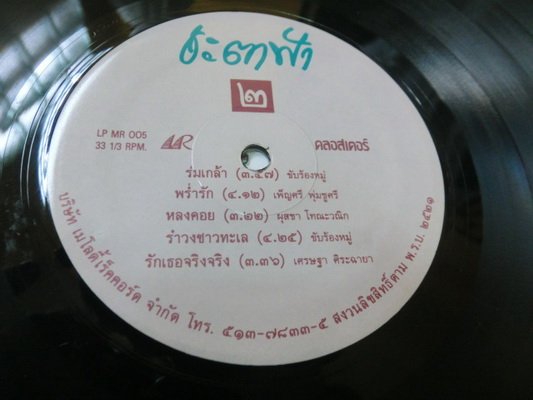 ชะตาฟ้า
๒
LP MR 005
33 1/3 RPM.
คลอสเตอร์
ร่มเกล้า (๓.๕๗) ขับร้องหมู่
พร่ำรัก (๔.๑๒) เพ็ญศรี พุ่มชูศรี
หลงคอย (๓.๒๒) ผุสชา โทณะวณิก
รำวงชาวทะเล (๔.๒๕) ขับร้องหมู่
รักเธอจริงจริง (๓.๓๖) เศรษฐา ศิระฉายา
บริษัท เมโลดี้เร็คคอร์ด จำกัด โทร. ๕๑๓-๗๘๓๓-๕ สงวนลิขสิทธิ์ตาม พ.ร.บ. ๒๕๒๑